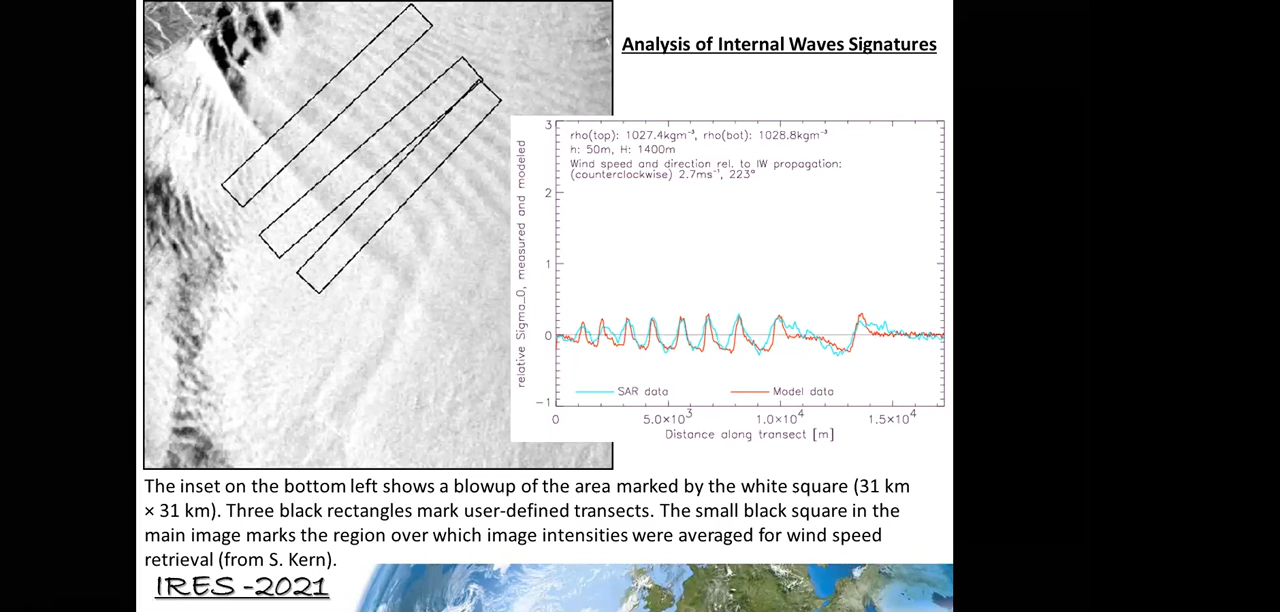 Analysis of Internal Waves Signatures
rho(top): 1027.4kgm⁻³, rho(bot): 1028.8kgm⁻³
h: 50m, H: 1400m
Wind speed and direction rel. to IW propagation:
(counterclockwise) 2.7ms⁻¹, 223°
relative Sigma_0, measured and modeled
3
2
1
0
−1
SAR data
Model data
0
5.0×10³
1.0×10⁴
1.5×10⁴
Distance along transect [m]
The inset on the bottom left shows a blowup of the area marked by the white square (31 km
× 31 km). Three black rectangles mark user-defined transects. The small black square in the
main image marks the region over which image intensities were averaged for wind speed
retrieval (from S. Kern).
IRES -2021